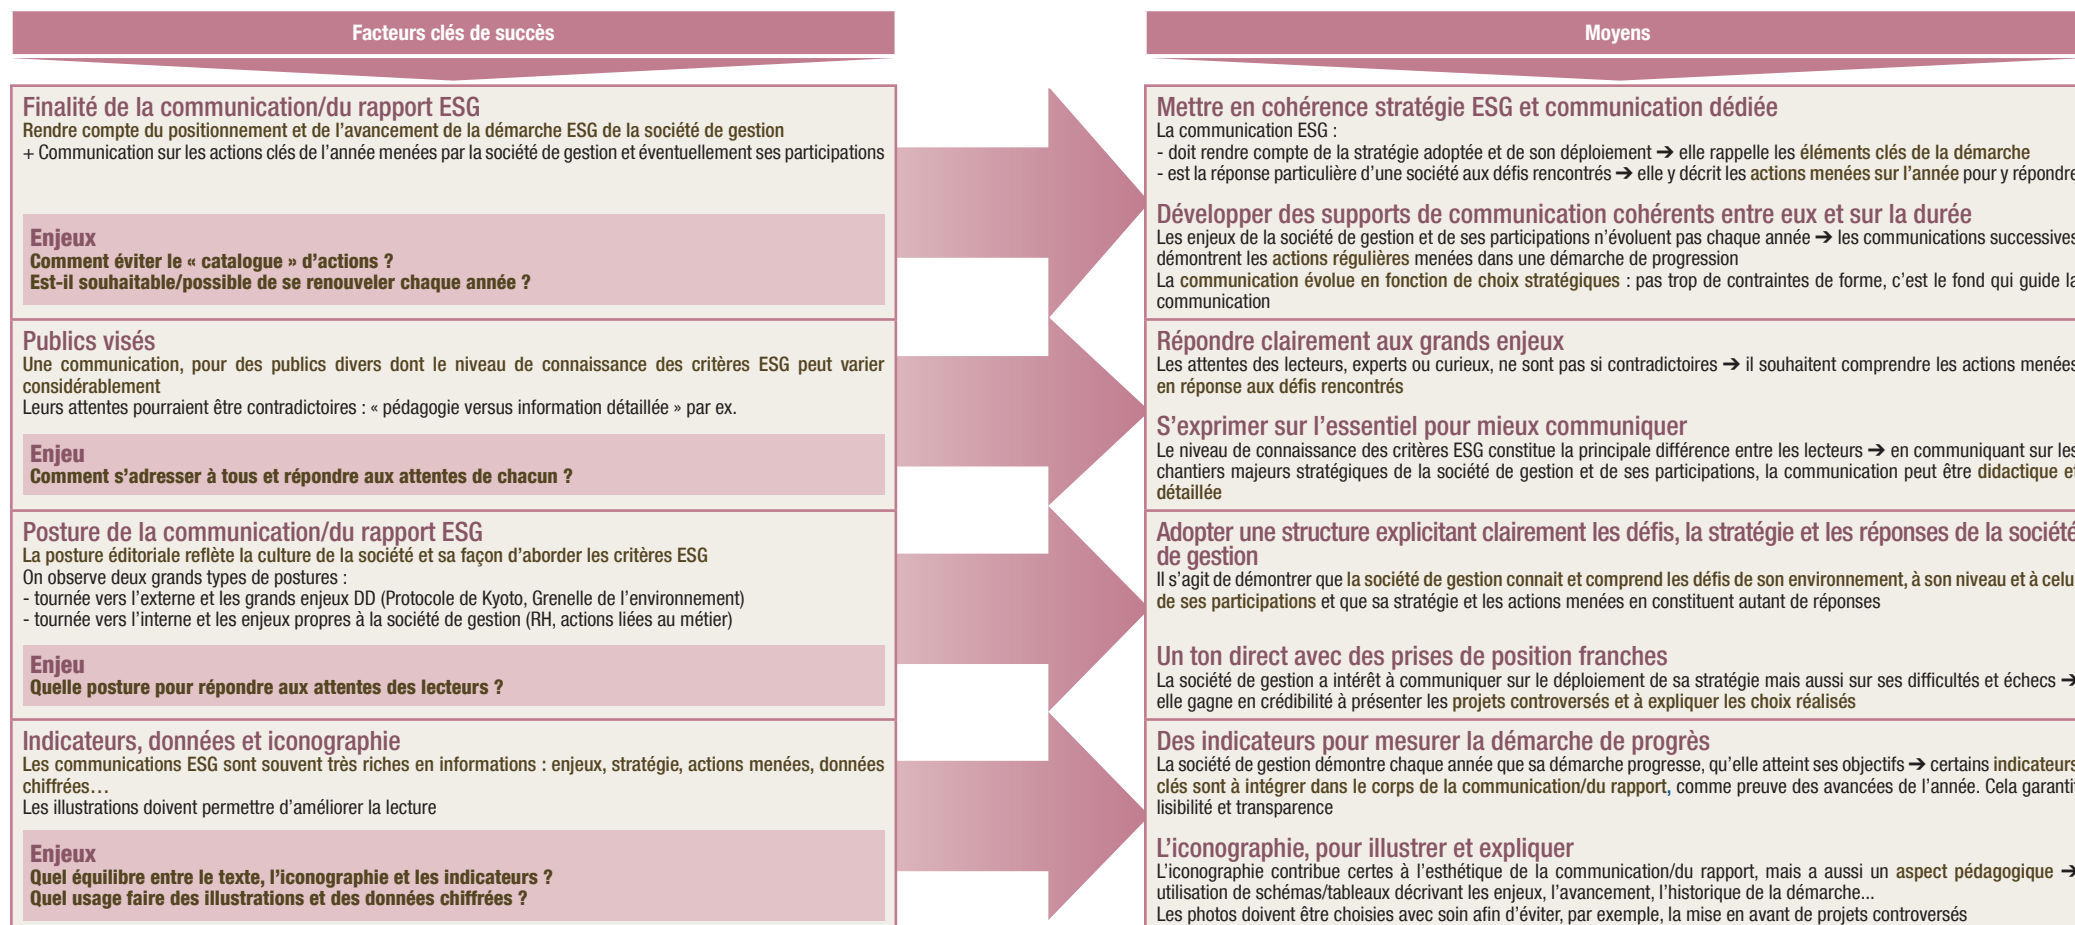 Facteurs clés de succès
Finalité de la communication/du rapport ESG
Rendre compte du positionnement et de l’avancement de la démarche ESG de la société de gestion
+ Communication sur les actions clés de l’année menées par la société de gestion et éventuellement ses participations
Enjeux
Comment éviter le « catalogue » d’actions ?
Est-il souhaitable/possible de se renouveler chaque année ?
Publics visés
Une communication, pour des publics divers dont le niveau de connaissance des critères ESG peut varier
considérablement
Leurs attentes pourraient être contradictoires : « pédagogie versus information détaillée » par ex.
Enjeu
Comment s’adresser à tous et répondre aux attentes de chacun ?
Posture de la communication/du rapport ESG
La posture éditoriale reflète la culture de la société et sa façon d’aborder les critères ESG
On observe deux grands types de postures :
- tournée vers l’externe et les grands enjeux DD (Protocole de Kyoto, Grenelle de l’environnement)
- tournée vers l’interne et les enjeux propres à la société de gestion (RH, actions liées au métier)
Enjeu
Quelle posture pour répondre aux attentes des lecteurs ?
Indicateurs, données et iconographie
Les communications ESG sont souvent très riches en informations : enjeux, stratégie, actions menées, données
chiffrées…
Les illustrations doivent permettre d’améliorer la lecture
Enjeux
Quel équilibre entre le texte, l’iconographie et les indicateurs ?
Quel usage faire des illustrations et des données chiffrées ?
Moyens
Mettre en cohérence stratégie ESG et communication dédiée
La communication ESG :
- doit rendre compte de la stratégie adoptée et de son déploiement ➔ elle rappelle les éléments clés de la démarche
- est la réponse particulière d’une société aux défis rencontrés ➔ elle y décrit les actions menées sur l’année pour y répondre
Développer des supports de communication cohérents entre eux et sur la durée
Les enjeux de la société de gestion et de ses participations n’évoluent pas chaque année ➔ les communications successives
démontrent les actions régulières menées dans une démarche de progression
La communication évolue en fonction de choix stratégiques : pas trop de contraintes de forme, c’est le fond qui guide la
communication
Répondre clairement aux grands enjeux
Les attentes des lecteurs, experts ou curieux, ne sont pas si contradictoires ➔ il souhaitent comprendre les actions menées
en réponse aux défis rencontrés
S’exprimer sur l’essentiel pour mieux communiquer
Le niveau de connaissance des critères ESG constitue la principale différence entre les lecteurs ➔ en communiquant sur les
chantiers majeurs stratégiques de la société de gestion et de ses participations, la communication peut être didactique et
détaillée
Adopter une structure explicitant clairement les défis, la stratégie et les réponses de la société
de gestion
Il s’agit de démontrer que la société de gestion connait et comprend les défis de son environnement, à son niveau et à celui
de ses participations et que sa stratégie et les actions menées en constituent autant de réponses
Un ton direct avec des prises de position franches
La société de gestion a intérêt à communiquer sur le déploiement de sa stratégie mais aussi sur ses difficultés et échecs ➔
elle gagne en crédibilité à présenter les projets controversés et à expliquer les choix réalisés
Des indicateurs pour mesurer la démarche de progrès
La société de gestion démontre chaque année que sa démarche progresse, qu’elle atteint ses objectifs ➔ certains indicateurs
clés sont à intégrer dans le corps de la communication/du rapport, comme preuve des avancées de l’année. Cela garantit
lisibilité et transparence
L’iconographie, pour illustrer et expliquer
L’iconographie contribue certes à l’esthétique de la communication/du rapport, mais a aussi un aspect pédagogique ➔
utilisation de schémas/tableaux décrivant les enjeux, l’avancement, l’historique de la démarche...
Les photos doivent être choisies avec soin afin d’éviter, par exemple, la mise en avant de projets controversés